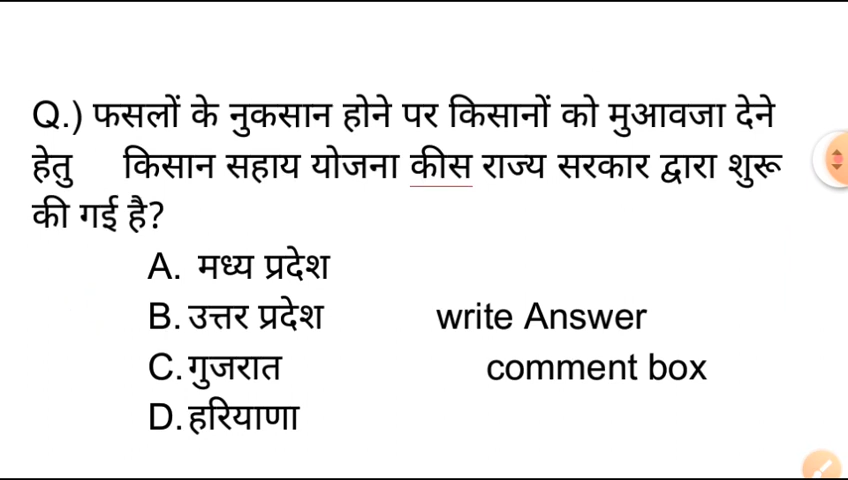 Q.) फसलों के नुकसान होने पर किसानों को मुआवजा देने
हेतु किसान सहाय योजना कीस राज्य सरकार द्वारा शुरू
की गई है?
A. मध्य प्रदेश
B. उत्तर प्रदेश write Answer
C. गुजरात comment box
D. हरियाणा